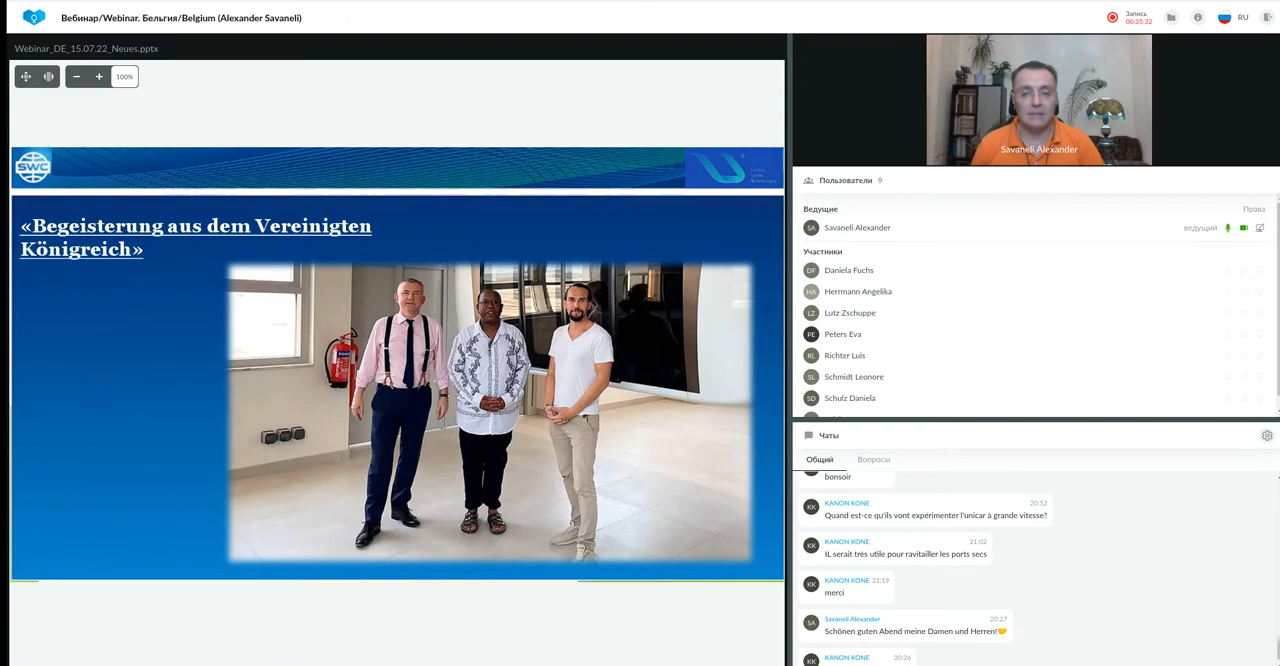 Вебинар/Webinar. Бельгия/Belgium (Alexander Savaneli)
Запись
00:35:32
RU
Webinar_DE_15.07.22_Neues.pptx
100%
SWC
«Begeisterung aus dem Vereinigten
Königreich»
Savaneli Alexander
Пользователи 9
Ведущие
Права
SA Savaneli Alexander
ведущий
Участники
DF Daniela Fuchs
HA Herrmann Angelika
LZ Lutz Zschuppe
PE Peters Eva
RL Richter Luis
SL Schmidt Leonore
SD Schulz Daniela
Чаты
Общий Вопросы
bonsoir
KK KANON KONE 20:52
Quand est-ce qu'ils vont expérimenter l'unicar à grande vitesse?
KK KANON KONE 21:02
IL serait très utile pour ravitailler les ports secs
KK KANON KONE 21:19
merci
SA Savaneli Alexander 20:27
Schönen guten Abend meine Damen und Herren!🤝
KK KANON KONE 20:26